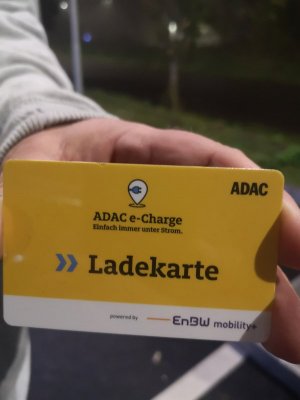 ADAC
ADAC e-Charge
Einfach immer unter Strom.
Ladekarte
powered by EnBW mobility+